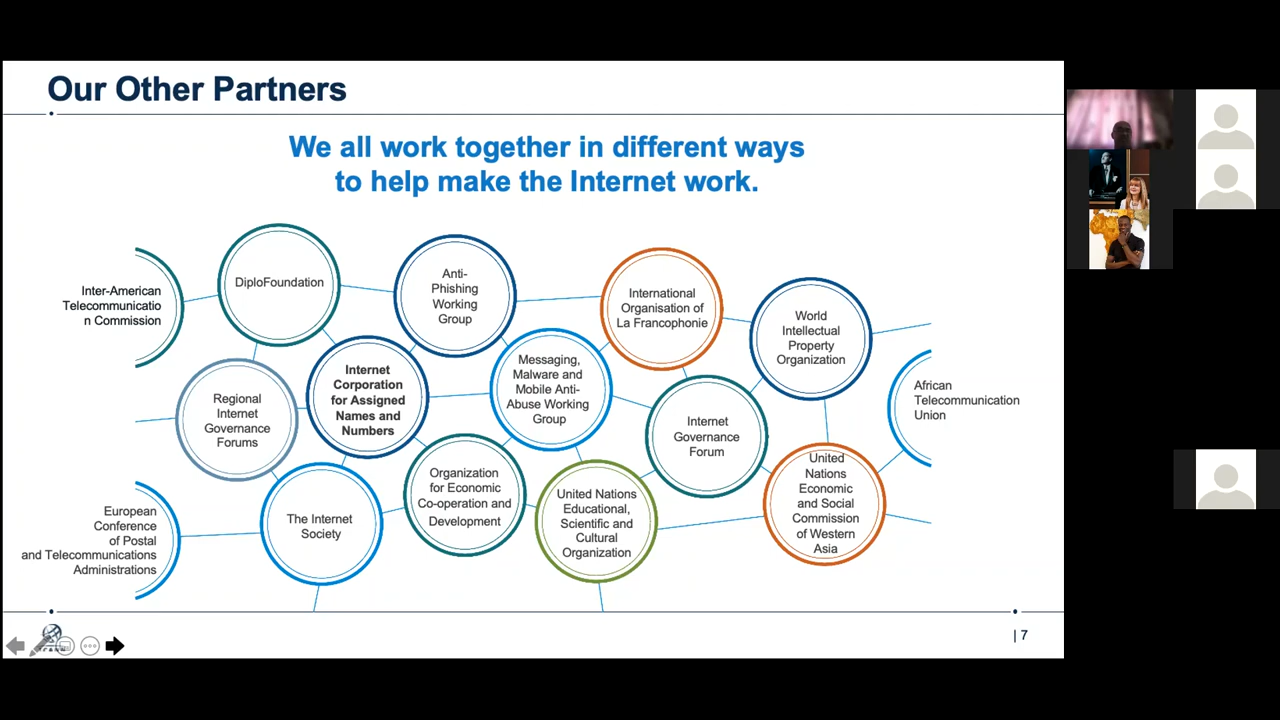 Our Other Partners
We all work together in different ways
to help make the Internet work.
Inter-American
Telecommunicatio
n Commission
DiploFoundation
Anti-
Phishing
Working
Group
International
Organisation of
La Francophonie
World
Intellectual
Property
Organization
Regional
Internet
Governance
Forums
Internet
Corporation
for Assigned
Names and
Numbers
Messaging,
Malware and
Mobile Anti-
Abuse Working
Group
Internet
Governance
Forum
African
Telecommunication
Union
European
Conference
of Postal
and Telecommunications
Administrations
The Internet
Society
Organization
for Economic
Co-operation and
Development
United Nations
Educational,
Scientific and
Cultural
Organization
United
Nations
Economic
and Social
Commission
of Western
Asia
| 7